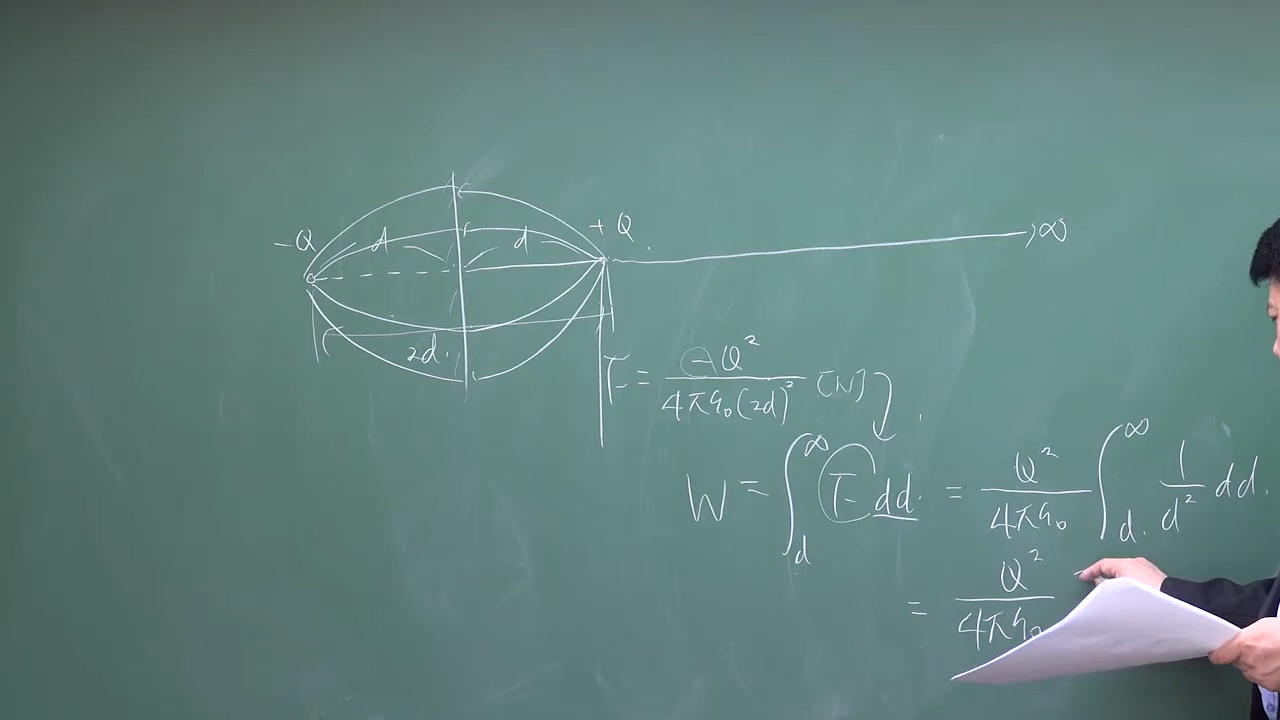 -Q d d +Q ∞
2d
F = -Q² / 4πε₀(2d)² [N]
W = ∫_d^∞ F dd = Q² / 4πε₀ ∫_d^∞ 1/d² dd.
= Q² / 4πε₀